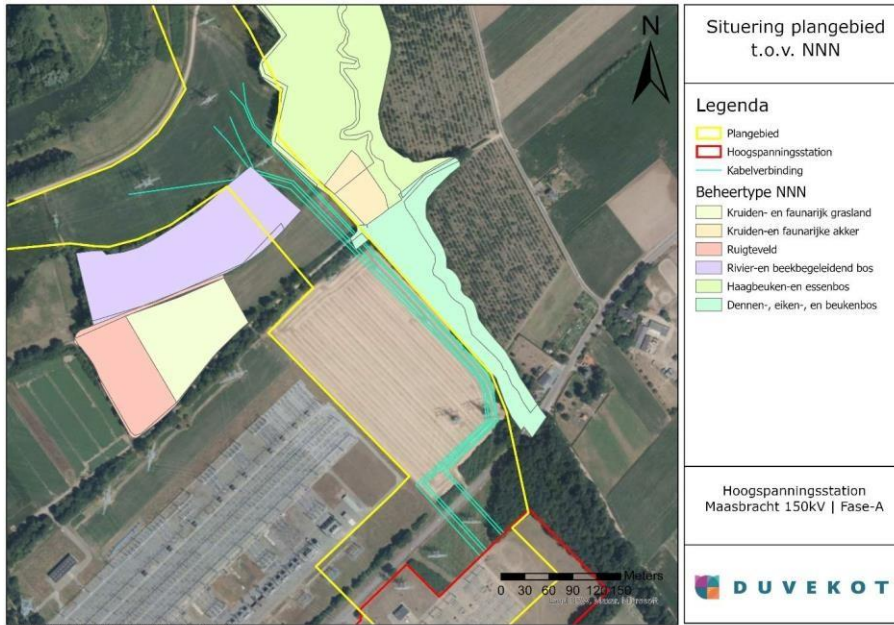 Situering plangebied
t.o.v. NNN
N
Legenda
Plangebied
Hoogspanningsstation
Kabelverbinding
Beheertype NNN
Kruiden- en faunarijk grasland
Kruiden-en faunarijke akker
Ruigteveld
Rivier-en beekbegeleidend bos
Haagbeuken-en essenbos
Dennen-, eiken-, en beukenbos
Meters
0 30 60 90 120 150
Hoogspanningsstation
Maasbracht 150kV | Fase-A
DUVEKOT